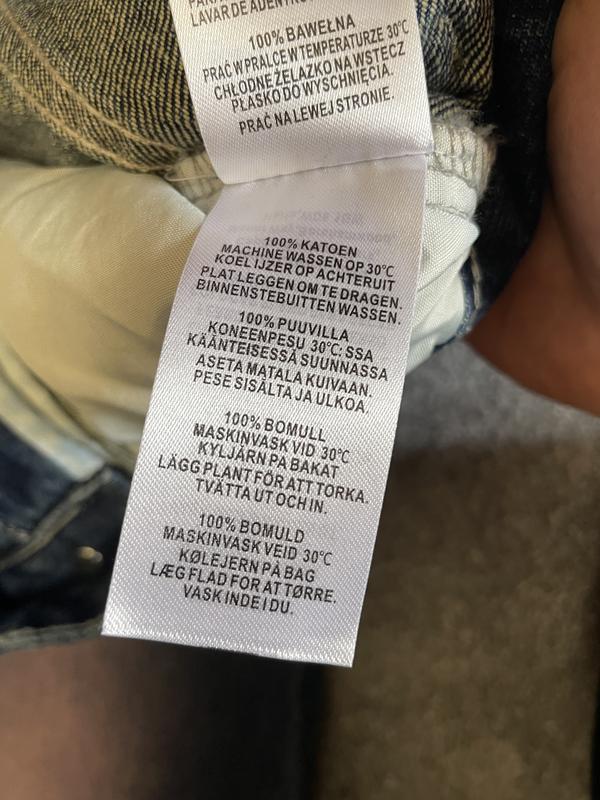 LAVAR DE ADENTRO
100% BAWEŁNA
PRAĆ W PRALCE W TEMPERATURZE 30°C
CHŁODNE ŻELAZKO NA WSTECZ
PŁASKO DO WYSCHNIĘCIA.
PRAĆ NA LEWEJ STRONIE.
100% KATOEN
MACHINE WASSEN OP 30°C
KOEL IJZER OP ACHTERUIT
PLAT LEGGEN OM TE DRAGEN.
BINNENSTEBUITTEN WASSEN.
100% PUUVILLA
KONEENPESU 30°C: SSA
KÄÄNTEISESSÄ SUUNNASSA
ASETA MATALA KUIVAAN.
PESE SISÄLTÄ JA ULKOA.
100% BOMULL
MASKINVASK VID 30°C
KYLJÄRN PÅ BAKAT
LÄGG PLANT FÖR ATT TORKA.
TVÄTTA UT OCH IN.
100% BOMULD
MASKINVASK VEID 30°C
KØLEJERN PÅ BAG
LÆG FLAD FOR AT TØRRE.
VASK INDE I DU.